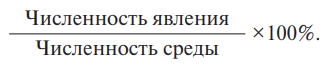 Численность явления
×100%.
Численность среды